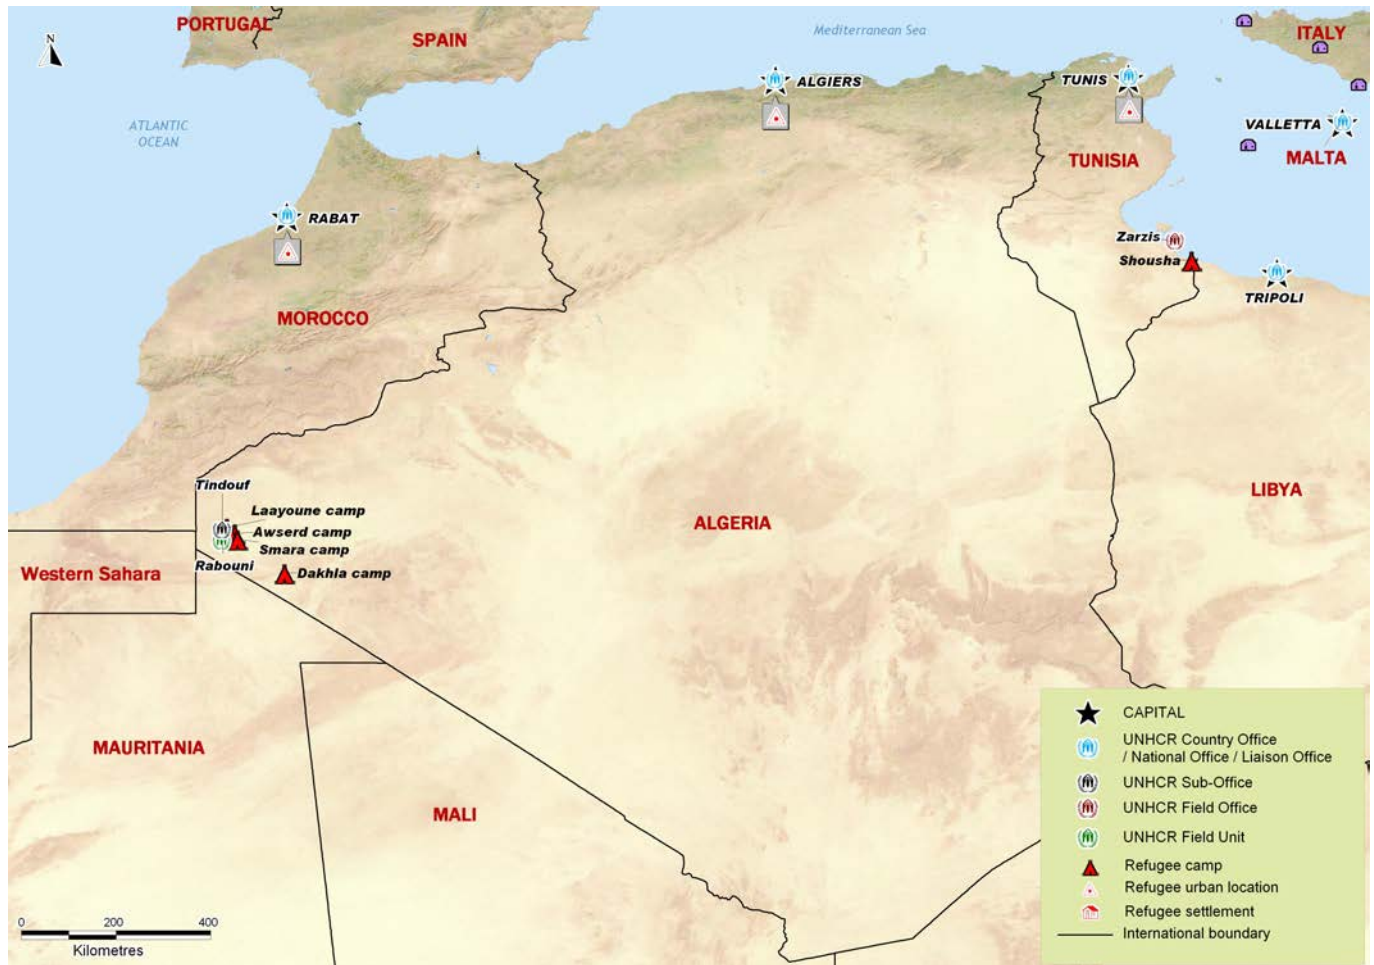 PORTUGAL
SPAIN
Mediterranean Sea
ITALY
N
ALGIERS
TUNIS
ATLANTIC
OCEAN
VALLETTA
MALTA
TUNISIA
RABAT
Zarzis
Shousha
TRIPOLI
MOROCCO
Tindouf
Laayoune camp
Awserd camp
Smara camp
Rabouni
Dakhla camp
Western Sahara
ALGERIA
LIBYA
MAURITANIA
MALI
CAPITAL
UNHCR Country Office
/ National Office / Liaison Office
UNHCR Sub-Office
UNHCR Field Office
UNHCR Field Unit
Refugee camp
Refugee urban location
Refugee settlement
International boundary
0 200 400
Kilometres